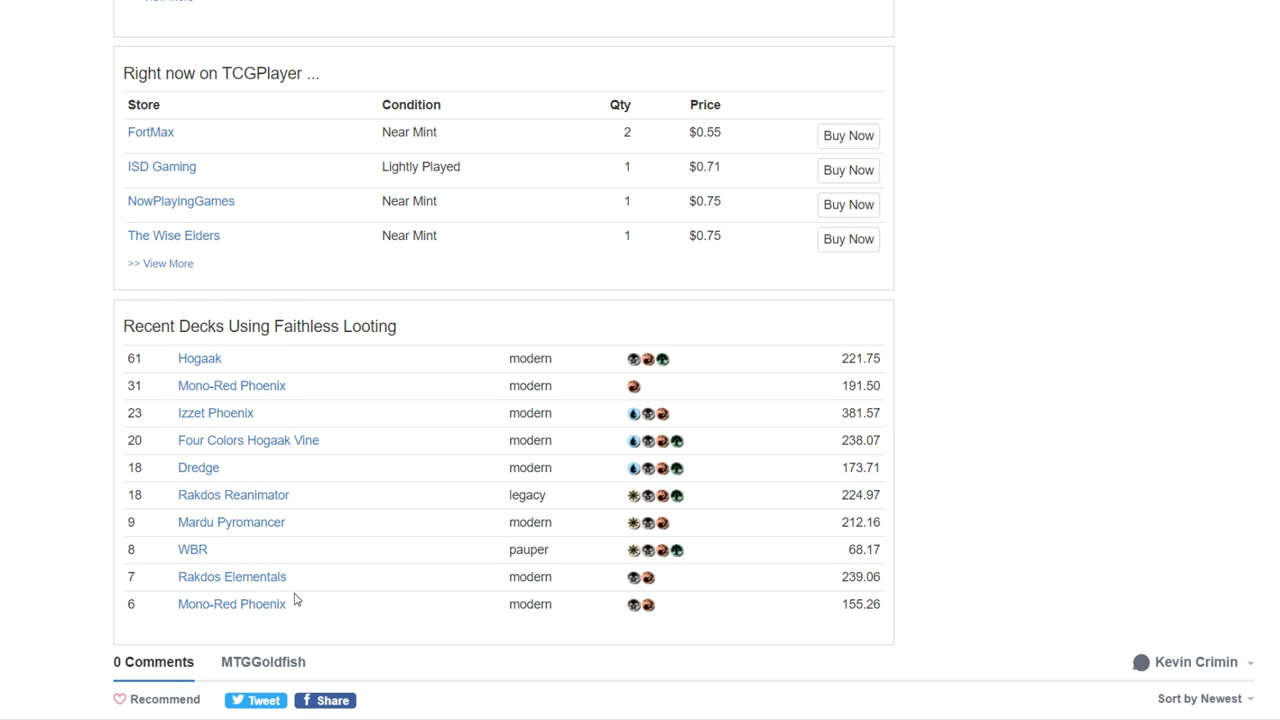 Right now on TCGPlayer ...
Store Condition Qty Price
FortMax Near Mint 2 $0.55 Buy Now
ISD Gaming Lightly Played 1 $0.71 Buy Now
NowPlayingGames Near Mint 1 $0.75 Buy Now
The Wise Elders Near Mint 1 $0.75 Buy Now
>> View More
Recent Decks Using Faithless Looting
61 Hogaak modern 221.75
31 Mono-Red Phoenix modern 191.50
23 Izzet Phoenix modern 381.57
20 Four Colors Hogaak Vine modern 238.07
18 Dredge modern 173.71
18 Rakdos Reanimator legacy 224.97
9 Mardu Pyromancer modern 212.16
8 WBR pauper 68.17
7 Rakdos Elementals modern 239.06
6 Mono-Red Phoenix modern 155.26
0 Comments MTGGoldfish Kevin Crimin
Recommend Tweet Share Sort by Newest